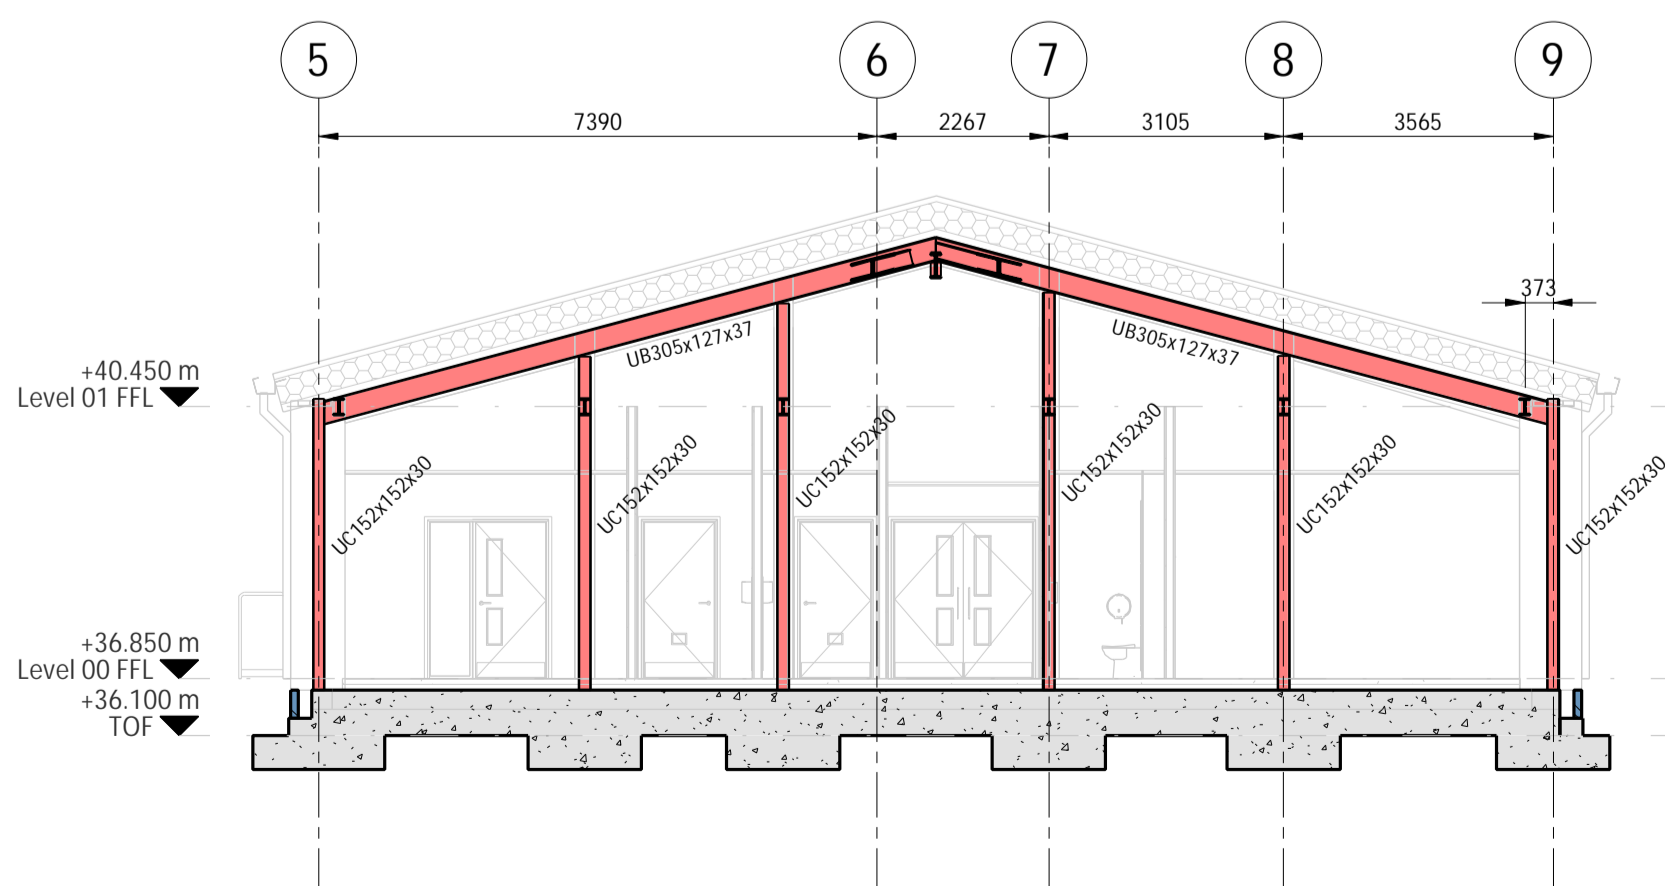 5
6
7
8
9
7390
2267
3105
3565
373
UB305x127x37
UB305x127x37
+40.450 m
Level 01 FFL
UC152x152x30
UC152x152x30
UC152x152x30
UC152x152x30
UC152x152x30
UC152x152x30
+36.850 m
Level 00 FFL
+36.100 m
TOF